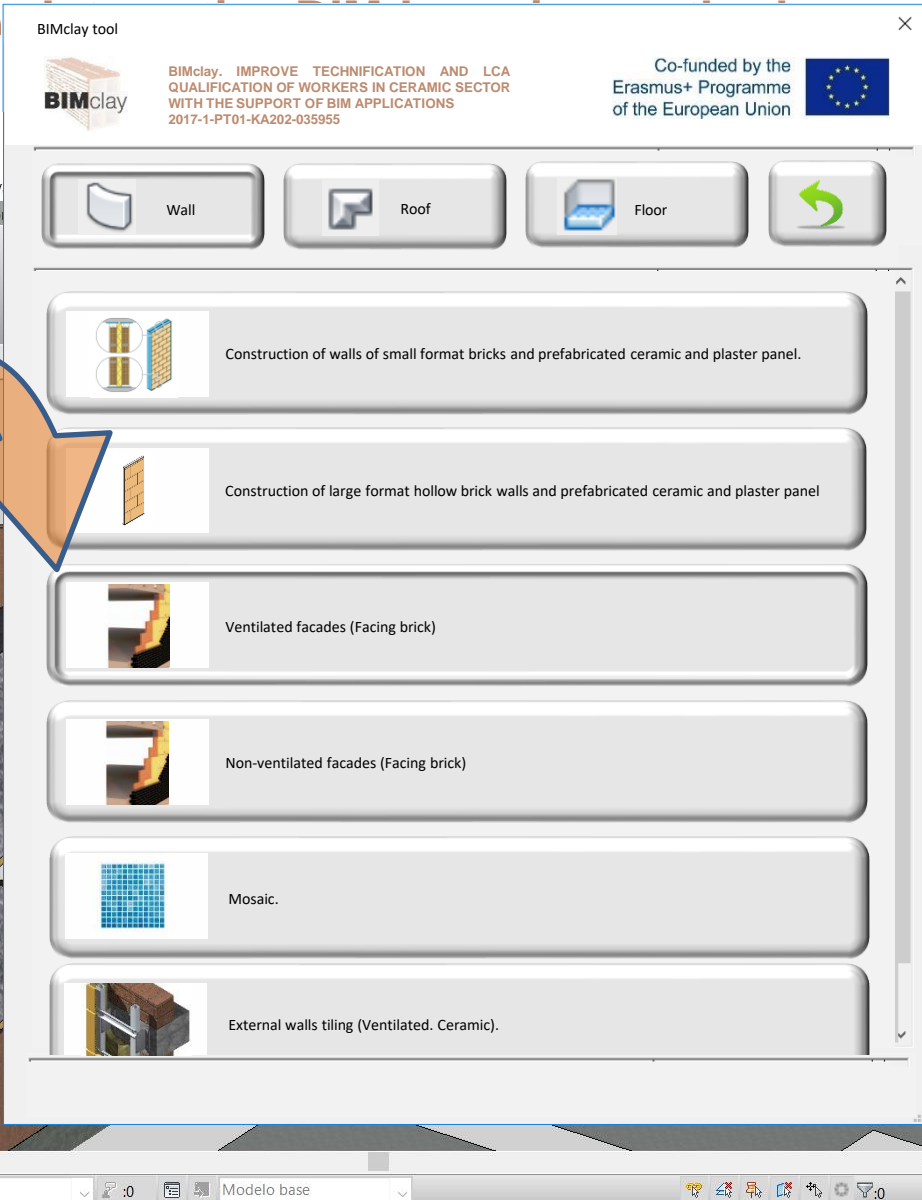 BIMclay tool
BIMclay
BIMclay. IMPROVE TECHNIFICATION AND LCA
QUALIFICATION OF WORKERS IN CERAMIC SECTOR
WITH THE SUPPORT OF BIM APPLICATIONS
2017-1-PT01-KA202-035955
Co-funded by the
Erasmus+ Programme
of the European Union
Wall
Roof
Floor
Construction of walls of small format bricks and prefabricated ceramic and plaster panel.
Construction of large format hollow brick walls and prefabricated ceramic and plaster panel
Ventilated facades (Facing brick)
Non-ventilated facades (Facing brick)
Mosaic.
External walls tiling (Ventilated. Ceramic).
:0
Modelo base
:0